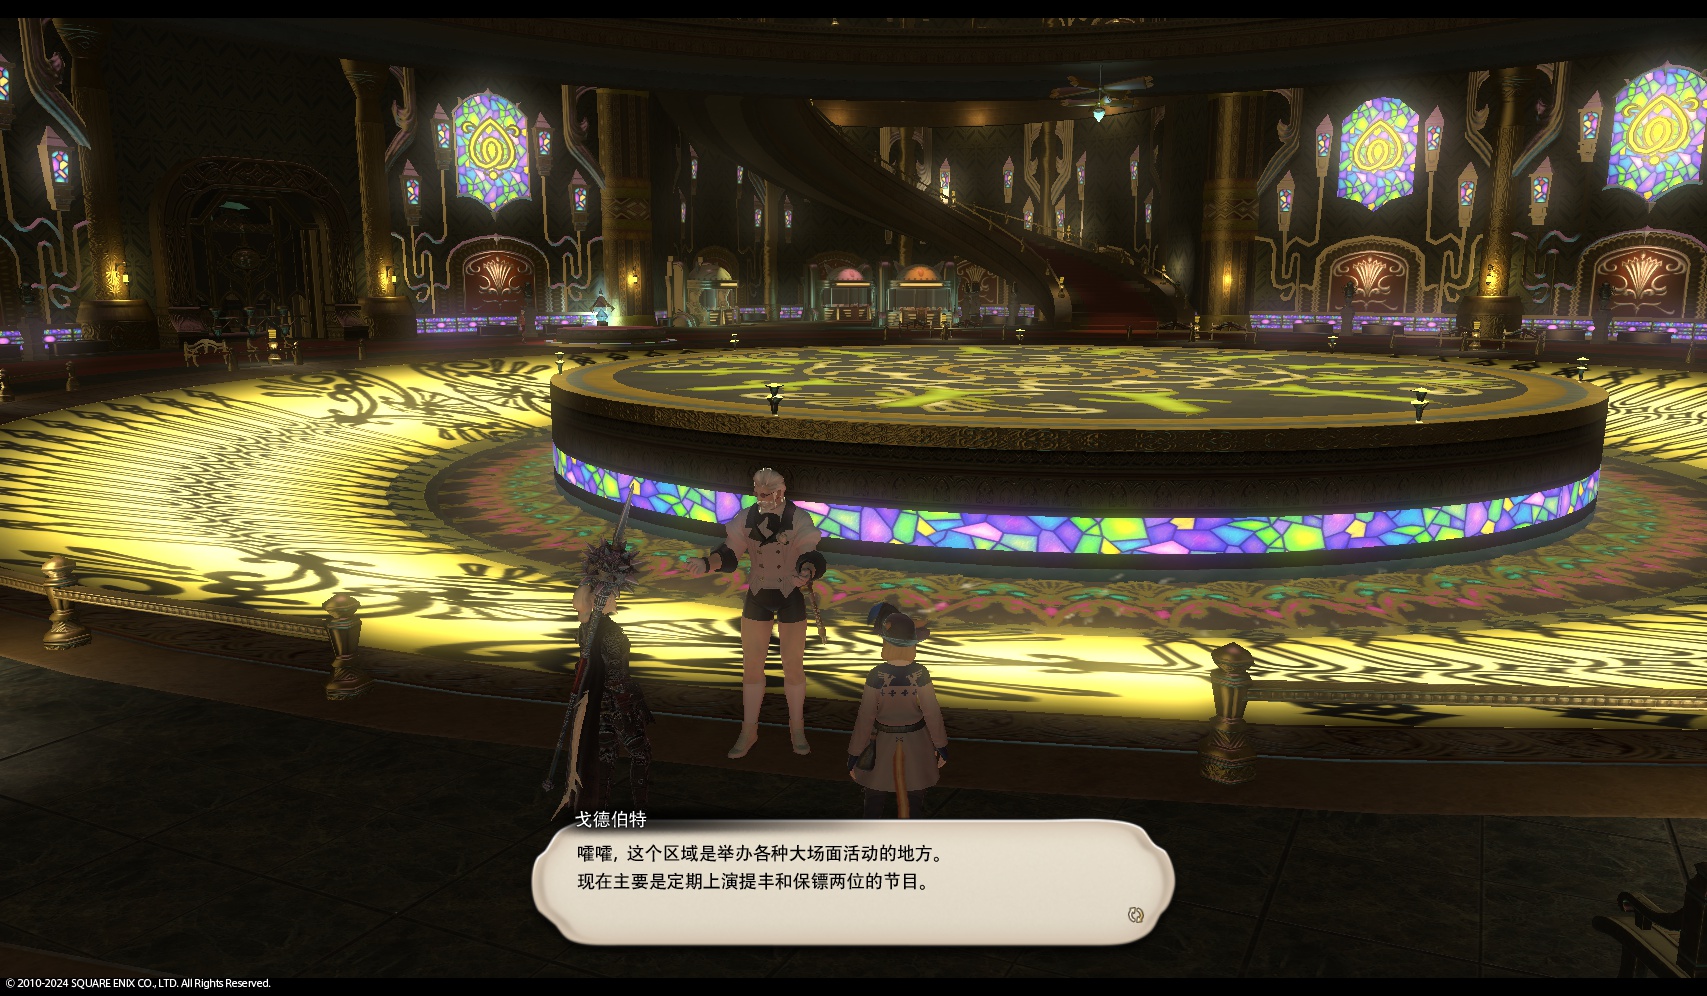 戈德伯特
嚯嚯，这个区域是举办各种大场面活动的地方。
现在主要是定期上演提丰和保镖两位的节目。
© 2010-2024 SQUARE ENIX CO., LTD. All Rights Reserved.